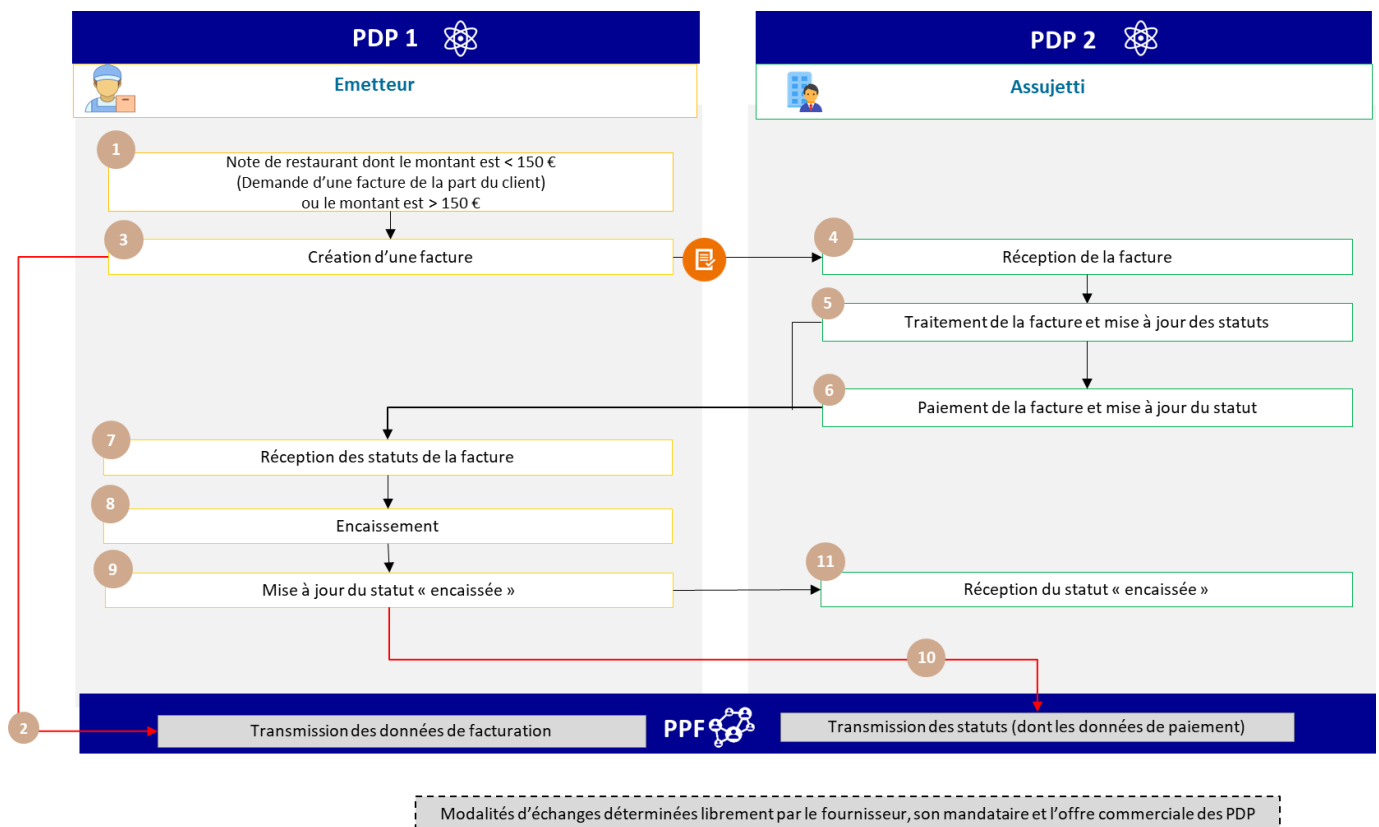 PDP 1
PDP 2
Emetteur
Assujetti
1
Note de restaurant dont le montant est < 150 €
(Demande d'une facture de la part du client)
ou le montant est > 150 €
3
Création d'une facture
4
Réception de la facture
5
Traitement de la facture et mise à jour des statuts
6
Paiement de la facture et mise à jour du statut
7
Réception des statuts de la facture
8
Encaissement
9
Mise à jour du statut « encaissée »
11
Réception du statut « encaissée »
10
2
Transmission des données de facturation
PPF
Transmission des statuts (dont les données de paiement)
Modalités d'échanges déterminées librement par le fournisseur, son mandataire et l'offre commerciale des PDP